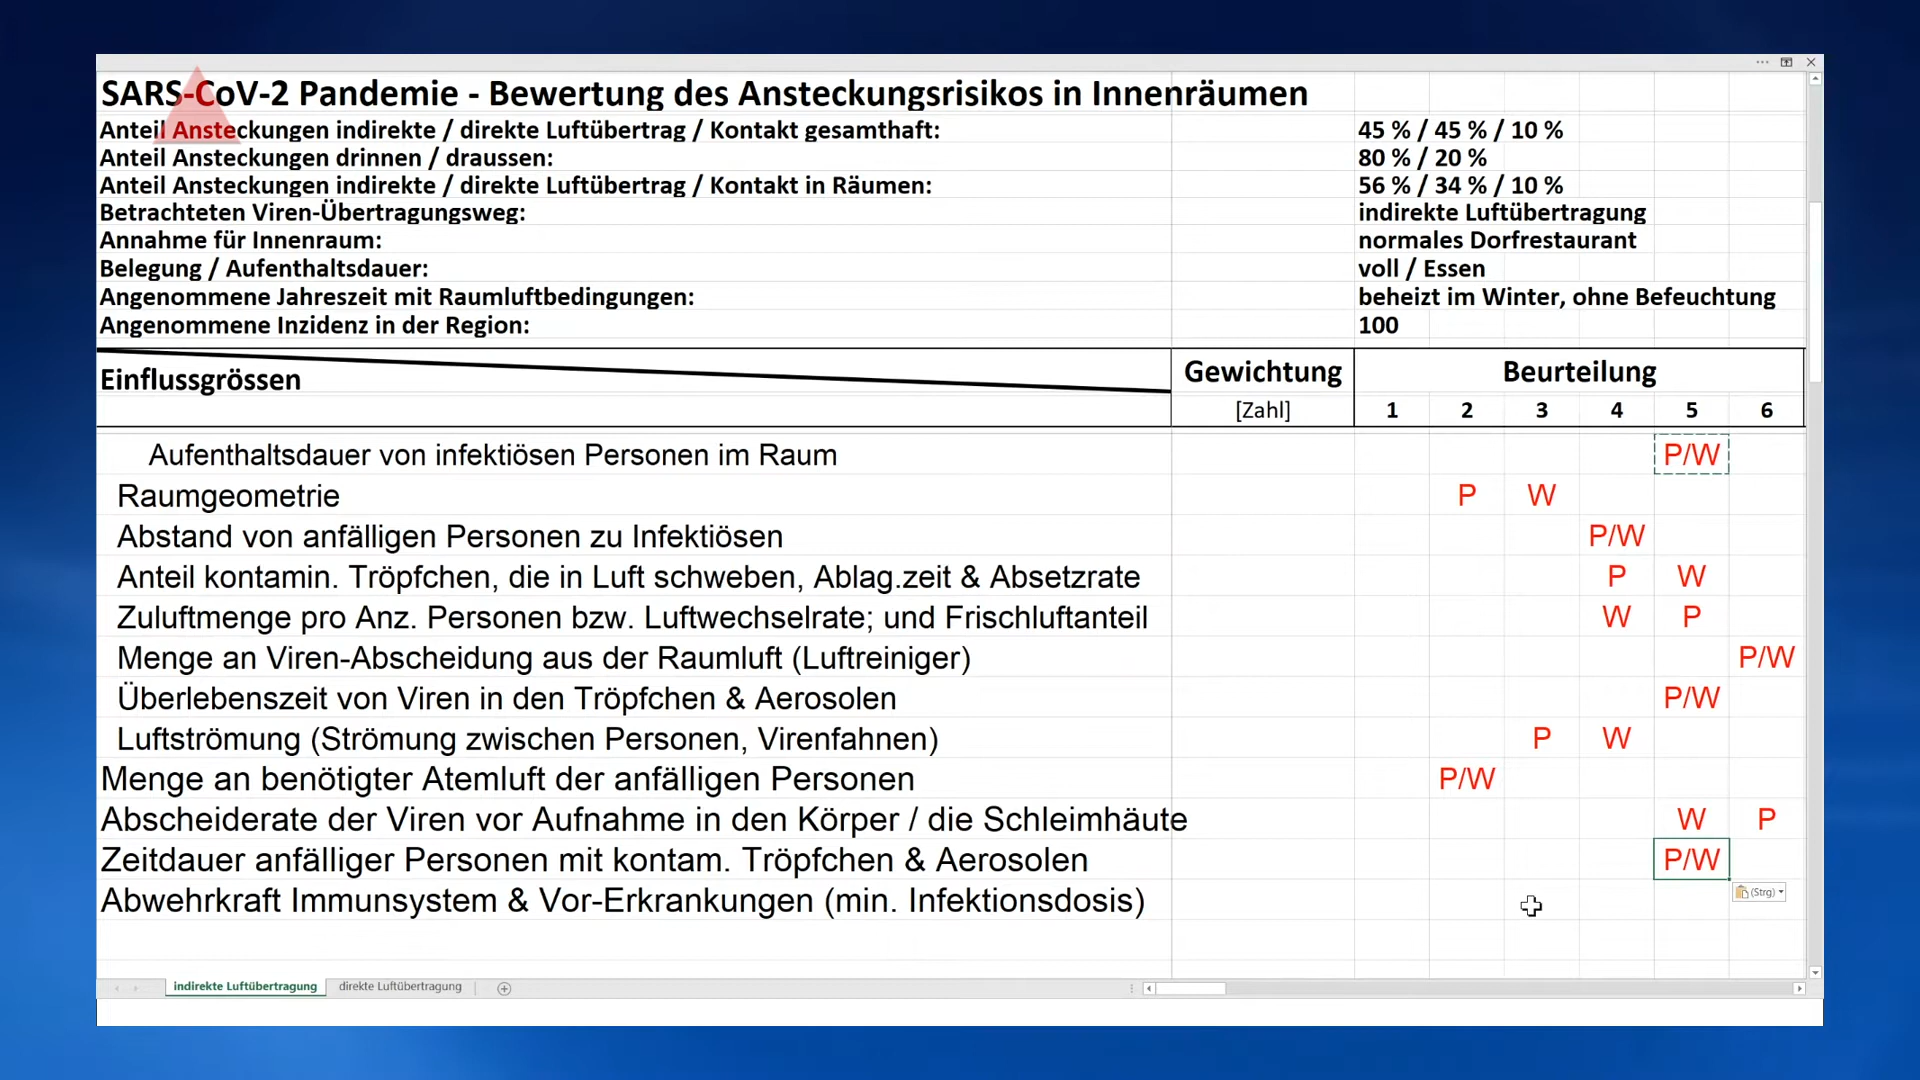 SARS-CoV-2 Pandemie - Bewertung des Ansteckungsrisikos in Innenräumen
Anteil Ansteckungen indirekte / direkte Luftübertrag / Kontakt gesamthaft: 45 % / 45 % / 10 %
Anteil Ansteckungen drinnen / draussen: 80 % / 20 %
Anteil Ansteckungen indirekte / direkte Luftübertrag / Kontakt in Räumen: 56 % / 34 % / 10 %
Betrachteten Viren-Übertragungsweg: indirekte Luftübertragung
Annahme für Innenraum: normales Dorfrestaurant
Belegung / Aufenthaltsdauer: voll / Essen
Angenommene Jahreszeit mit Raumluftbedingungen: beheizt im Winter, ohne Befeuchtung
Angenommene Inzidenz in der Region: 100
Einflussgrössen Gewichtung Beurteilung
[Zahl] 1 2 3 4 5 6
Aufenthaltsdauer von infektiösen Personen im Raum P/W
Raumgeometrie P W
Abstand von anfälligen Personen zu Infektiösen P/W
Anteil kontamin. Tröpfchen, die in Luft schweben, Ablag.zeit & Absetzrate P W
Zuluftmenge pro Anz. Personen bzw. Luftwechselrate; und Frischluftanteil W P
Menge an Viren-Abscheidung aus der Raumluft (Luftreiniger) P/W
Überlebenszeit von Viren in den Tröpfchen & Aerosolen P/W
Luftströmung (Strömung zwischen Personen, Virenfahnen) P W
Menge an benötigter Atemluft der anfälligen Personen P/W
Abscheiderate der Viren vor Aufnahme in den Körper / die Schleimhäute W P
Zeitdauer anfälliger Personen mit kontam. Tröpfchen & Aerosolen P/W
(Strg)
Abwehrkraft Immunsystem & Vor-Erkrankungen (min. Infektionsdosis)
indirekte Luftübertragung direkte Luftübertragung